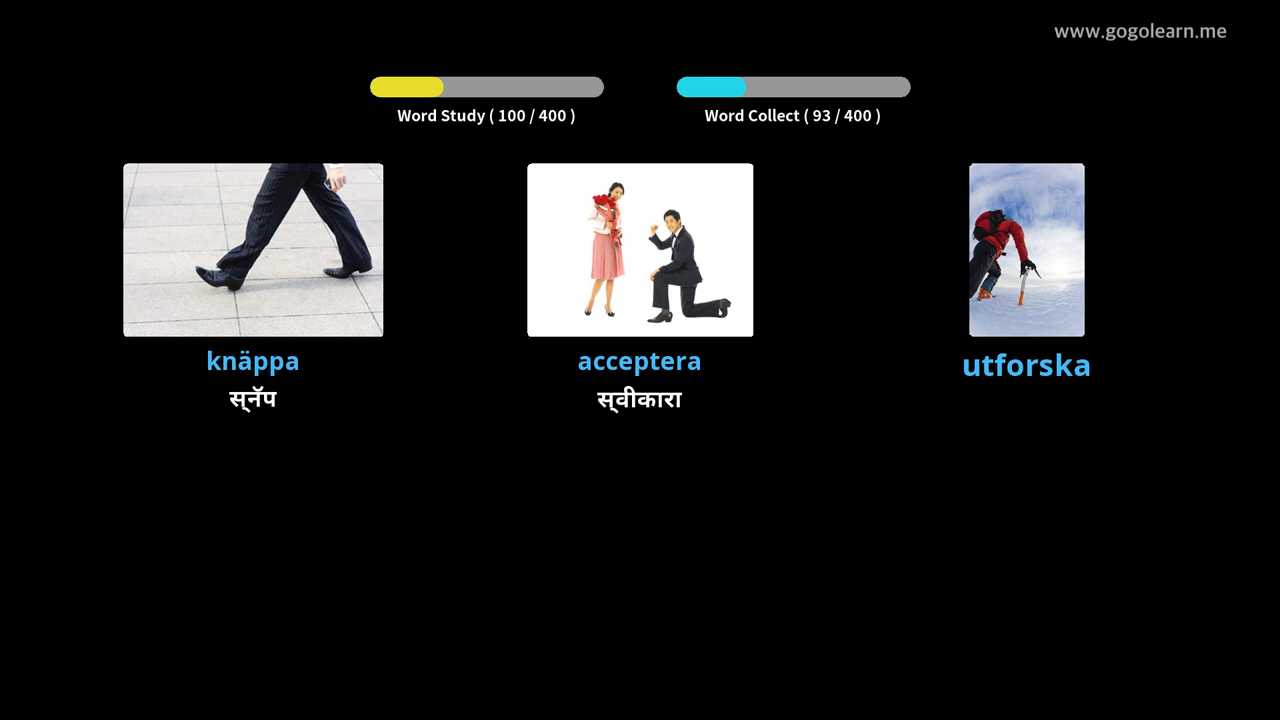 www.gogolearn.me
Word Study ( 100 / 400 )
Word Collect ( 93 / 400 )
knäppa
acceptera
utforska
स्नॅप
स्वीकारा